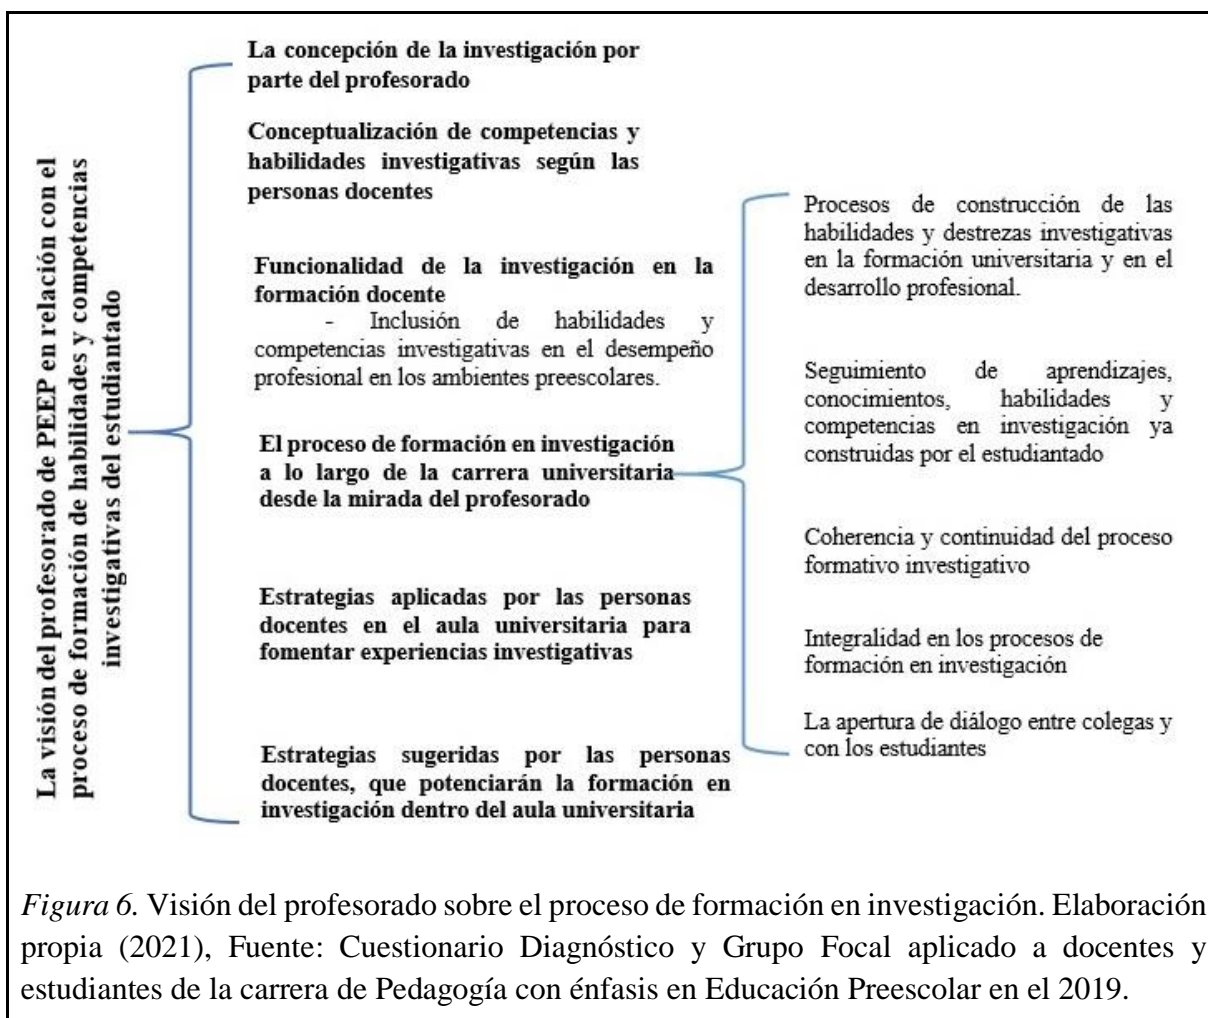 La visión del profesorado de PEEP en relación con el
proceso de formación de habilidades y competencias
investigativas del estudiantado
La concepción de la investigación por
parte del profesorado
Conceptualización de competencias y
habilidades investigativas según las
personas docentes
Funcionalidad de la investigación en la
formación docente
- Inclusión de habilidades y
competencias investigativas en el desempeño
profesional en los ambientes preescolares.
El proceso de formación en investigación
a lo largo de la carrera universitaria
desde la mirada del profesorado
Estrategias aplicadas por las personas
docentes en el aula universitaria para
fomentar experiencias investigativas
Estrategias sugeridas por las personas
docentes, que potenciarán la formación en
investigación dentro del aula universitaria
Procesos de construcción de las
habilidades y destrezas investigativas
en la formación universitaria y en el
desarrollo profesional.
Seguimiento de aprendizajes,
conocimientos, habilidades y
competencias en investigación ya
construidas por el estudiantado
Coherencia y continuidad del proceso
formativo investigativo
Integralidad en los procesos de
formación en investigación
La apertura de diálogo entre colegas y
con los estudiantes
Figura 6. Visión del profesorado sobre el proceso de formación en investigación. Elaboración
propia (2021), Fuente: Cuestionario Diagnóstico y Grupo Focal aplicado a docentes y
estudiantes de la carrera de Pedagogía con énfasis en Educación Preescolar en el 2019.